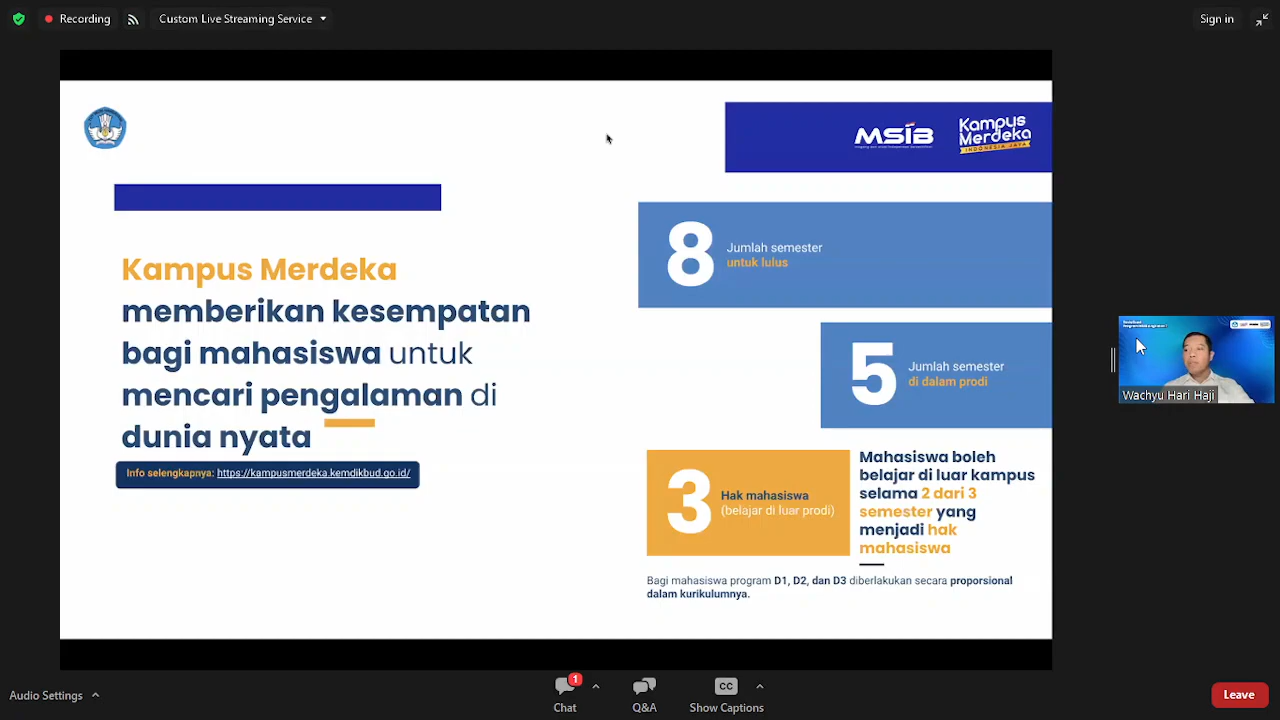 Recording
Custom Live Streaming Service
Sign in
MSIB
Kampus
Merdeka
INDONESIA JAYA
Kampus Merdeka
memberikan kesempatan
bagi mahasiswa untuk
mencari pengalaman di
dunia nyata
Info selengkapnya: https://kampusmerdeka.kemdikbud.go.id/
8
Jumlah semester
untuk lulus
5
Jumlah semester
di dalam prodi
3
Hak mahasiswa
(belajar di luar prodi)
Mahasiswa boleh
belajar di luar kampus
selama 2 dari 3
semester yang
menjadi hak
mahasiswa
Bagi mahasiswa program D1, D2, dan D3 diberlakukan secara proporsional
dalam kurikulumnya.
Wachyu Hari Haji
Audio Settings
1
Chat
Q&A
CC
Show Captions
Leave